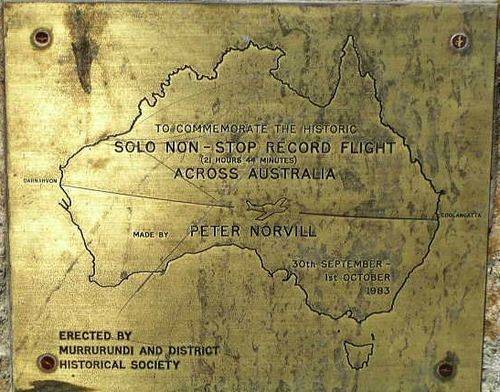 TO COMMEMORATE THE HISTORIC
SOLO NON-STOP RECORD FLIGHT
(21 HOURS 44 MINUTES)
ACROSS AUSTRALIA
CARNARVON
COOLANGATTA
MADE BY PETER NORVILL
30th SEPTEMBER -
1st OCTOBER
1983
ERECTED BY
MURRURUNDI AND DISTRICT
HISTORICAL SOCIETY